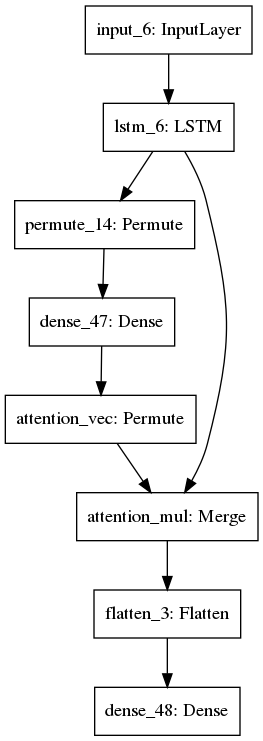 input_6: InputLayer
lstm_6: LSTM
permute_14: Permute
dense_47: Dense
attention_vec: Permute
attention_mul: Merge
flatten_3: Flatten
dense_48: Dense